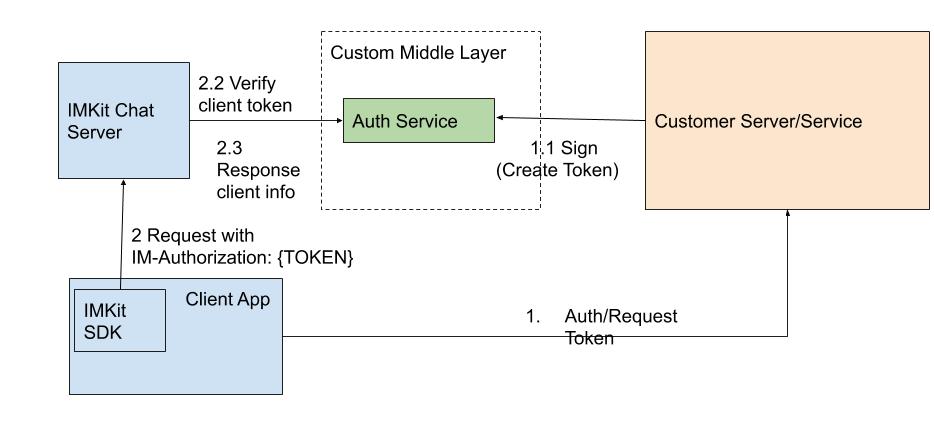 Custom Middle Layer
IMKit Chat
Server
2.2 Verify
client token
Auth Service
Customer Server/Service
2.3
Response
client info
1.1 Sign
(Create Token)
2 Request with
IM-Authorization: {TOKEN}
IMKit
SDK
Client App
1. Auth/Request
Token